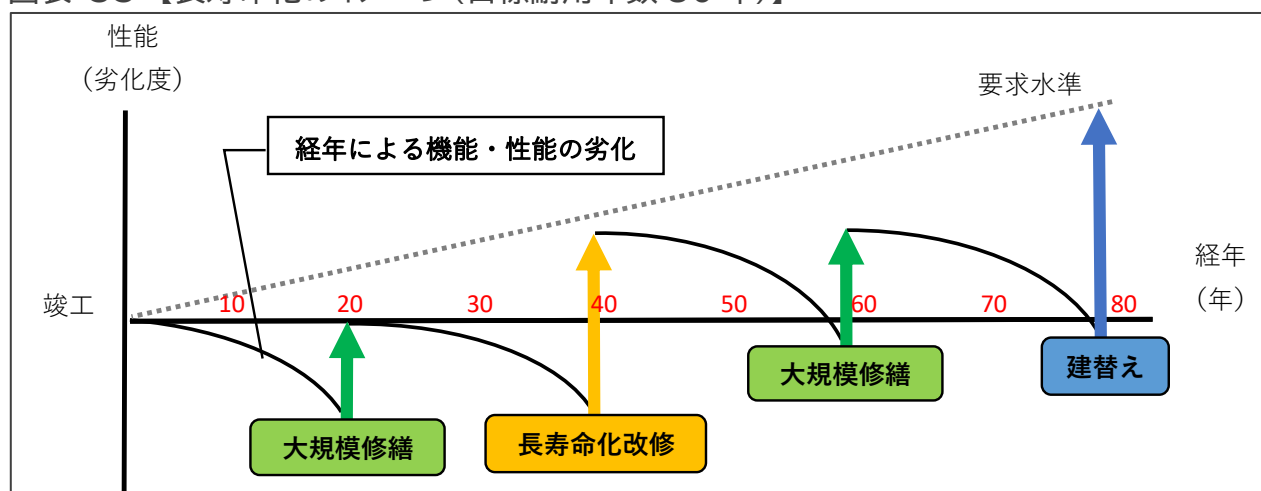 性能
（劣化度）
要求水準
経年による機能・性能の劣化
経年
（年）
竣工
10 20 30 40 50 60 70 80
大規模修繕
建替え
大規模修繕
長寿命化改修